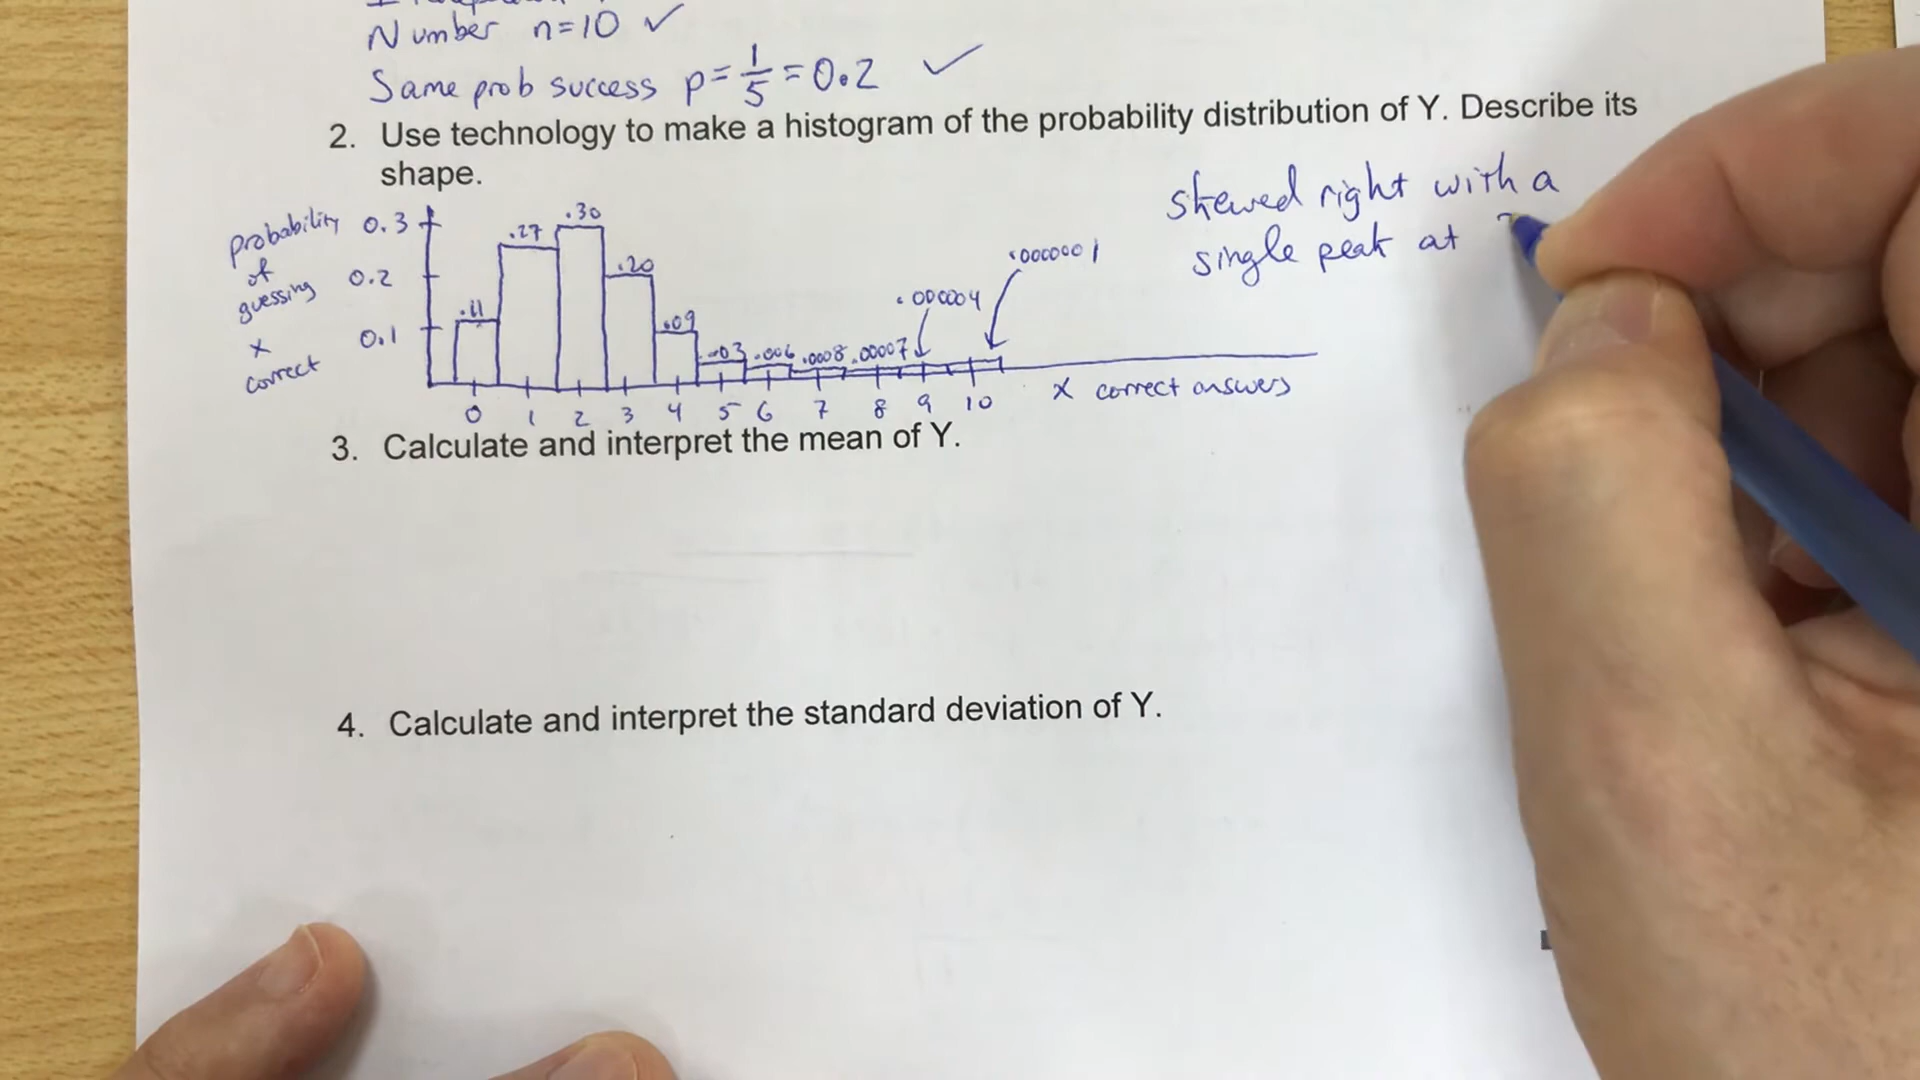 Number n=10 ✓
Same prob success p=1/5=0.2 ✓
2. Use technology to make a histogram of the probability distribution of Y. Describe its
shape.
skewed right with a
single peak at
probability
of
guessing
x
correct
0.3
0.2
0.1
.11
.27
.30
.20
.09
.03
.006
.0008
.00007
.000004
.0000001
0 1 2 3 4 5 6 7 8 9 10
x correct answers
3. Calculate and interpret the mean of Y.
4. Calculate and interpret the standard deviation of Y.